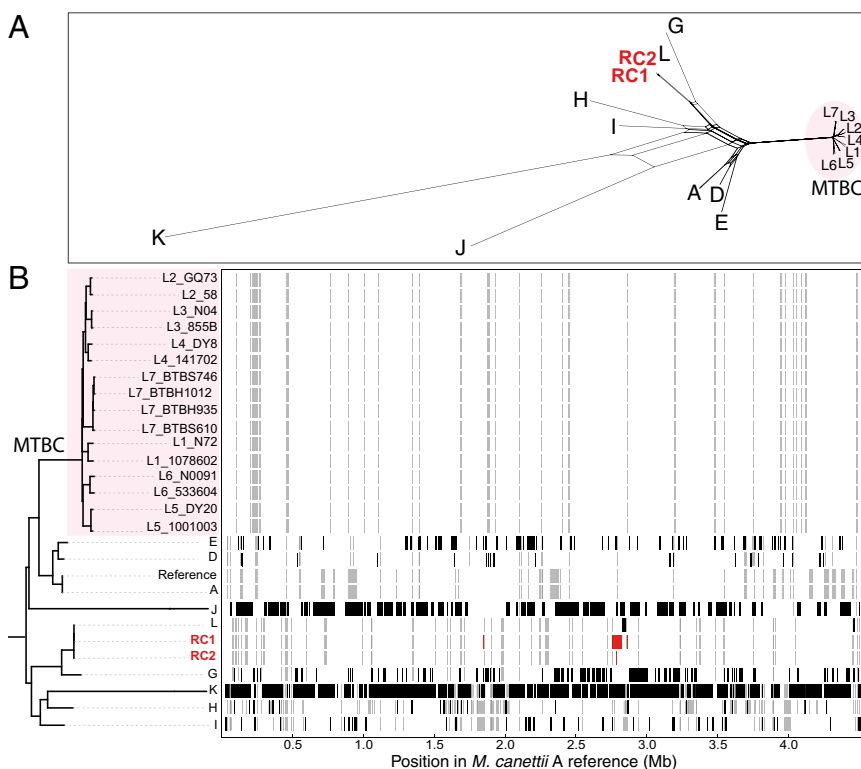 A
G
L
RC2
RC1
H
I
L7
L3
L2
L4
L1
L6
L5
MTBC
A
D
E
K
J
B
L2_GQ73
L2_58
L3_N04
L3_855B
L4_DY8
L4_141702
L7_BTBS746
L7_BTBH1012
L7_BTBH935
L7_BTBS610
MTBC
L1_N72
L1_1078602
L6_N0091
L6_533604
L5_DY20
L5_1001003
E
D
Reference
A
J
L
RC1
RC2
G
K
H
I
0.5 1.0 1.5 2.0 2.5 3.0 3.5 4.0
Position in M. canettii A reference (Mb)